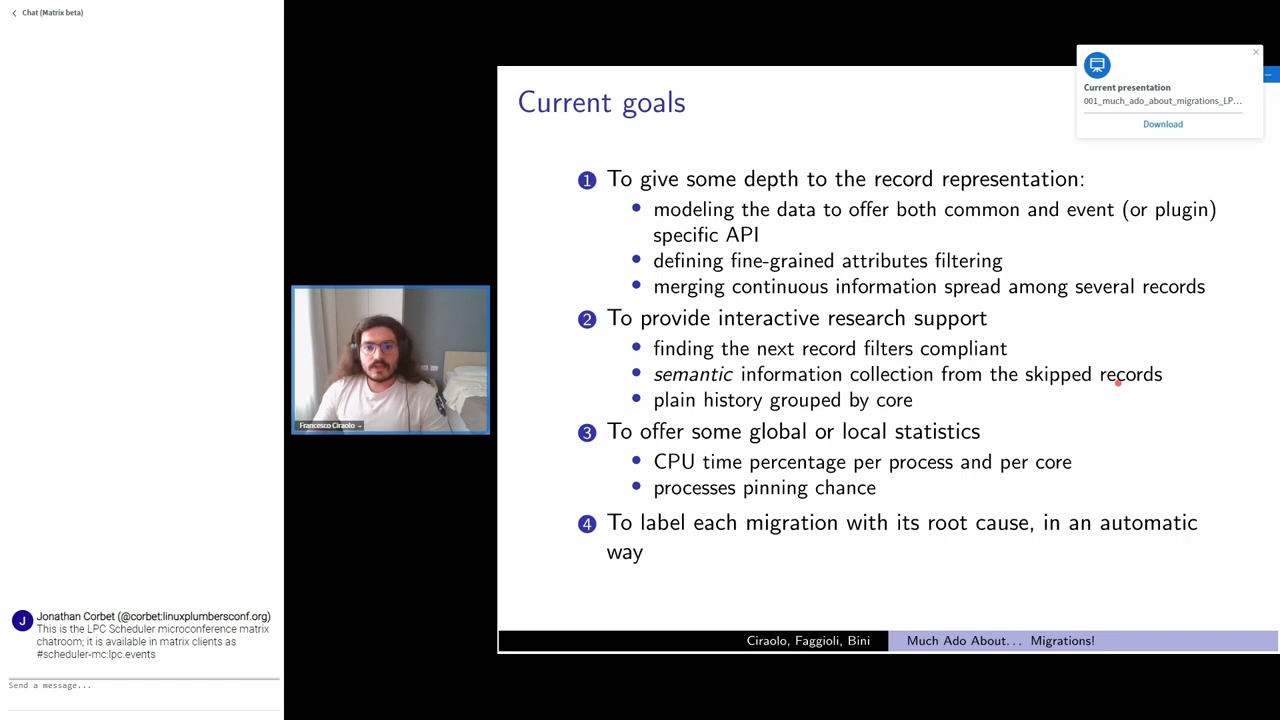 Chat (Matrix beta)
Jonathan Corbet (@corbet:linuxplumbersconf.org)
This is the LPC Scheduler microconference matrix
chatroom; it is available in matrix clients as
#scheduler-mc:lpc.events
Send a message...
Francesco Ciraolo
Current presentation
001_much_ado_about_migrations_LP...
Download
Current goals
1 To give some depth to the record representation:
• modeling the data to offer both common and event (or plugin)
specific API
• defining fine-grained attributes filtering
• merging continuous information spread among several records
2 To provide interactive research support
• finding the next record filters compliant
• semantic information collection from the skipped records
• plain history grouped by core
3 To offer some global or local statistics
• CPU time percentage per process and per core
• processes pinning chance
4 To label each migration with its root cause, in an automatic
way
Ciraolo, Faggioli, Bini
Much Ado About... Migrations!